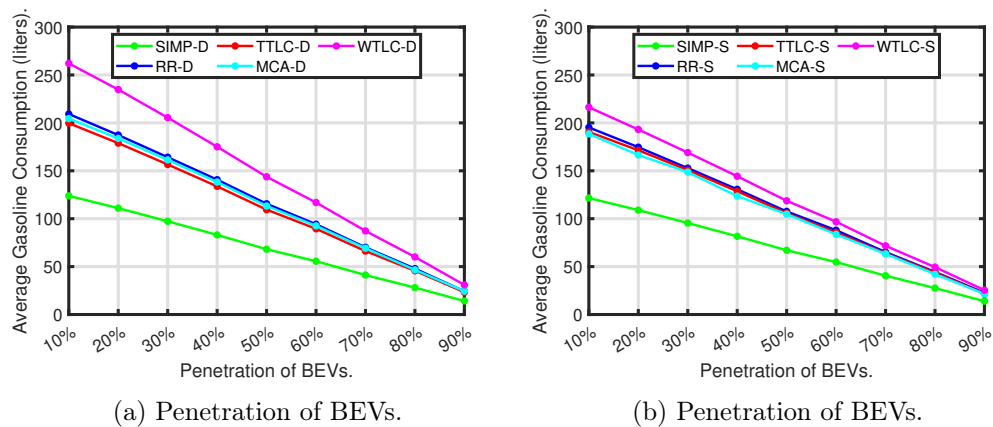 Average Gasoline Consumption (liters).
300
250
200
150
100
50
0
SIMP-D TTLC-D WTLC-D
RR-D MCA-D
10% 20% 30% 40% 50% 60% 70% 80% 90%
Penetration of BEVs.
(a) Penetration of BEVs.
Average Gasoline Consumption (liters).
300
250
200
150
100
50
0
SIMP-S TTLC-S WTLC-S
RR-S MCA-S
10% 20% 30% 40% 50% 60% 70% 80% 90%
Penetration of BEVs.
(b) Penetration of BEVs.